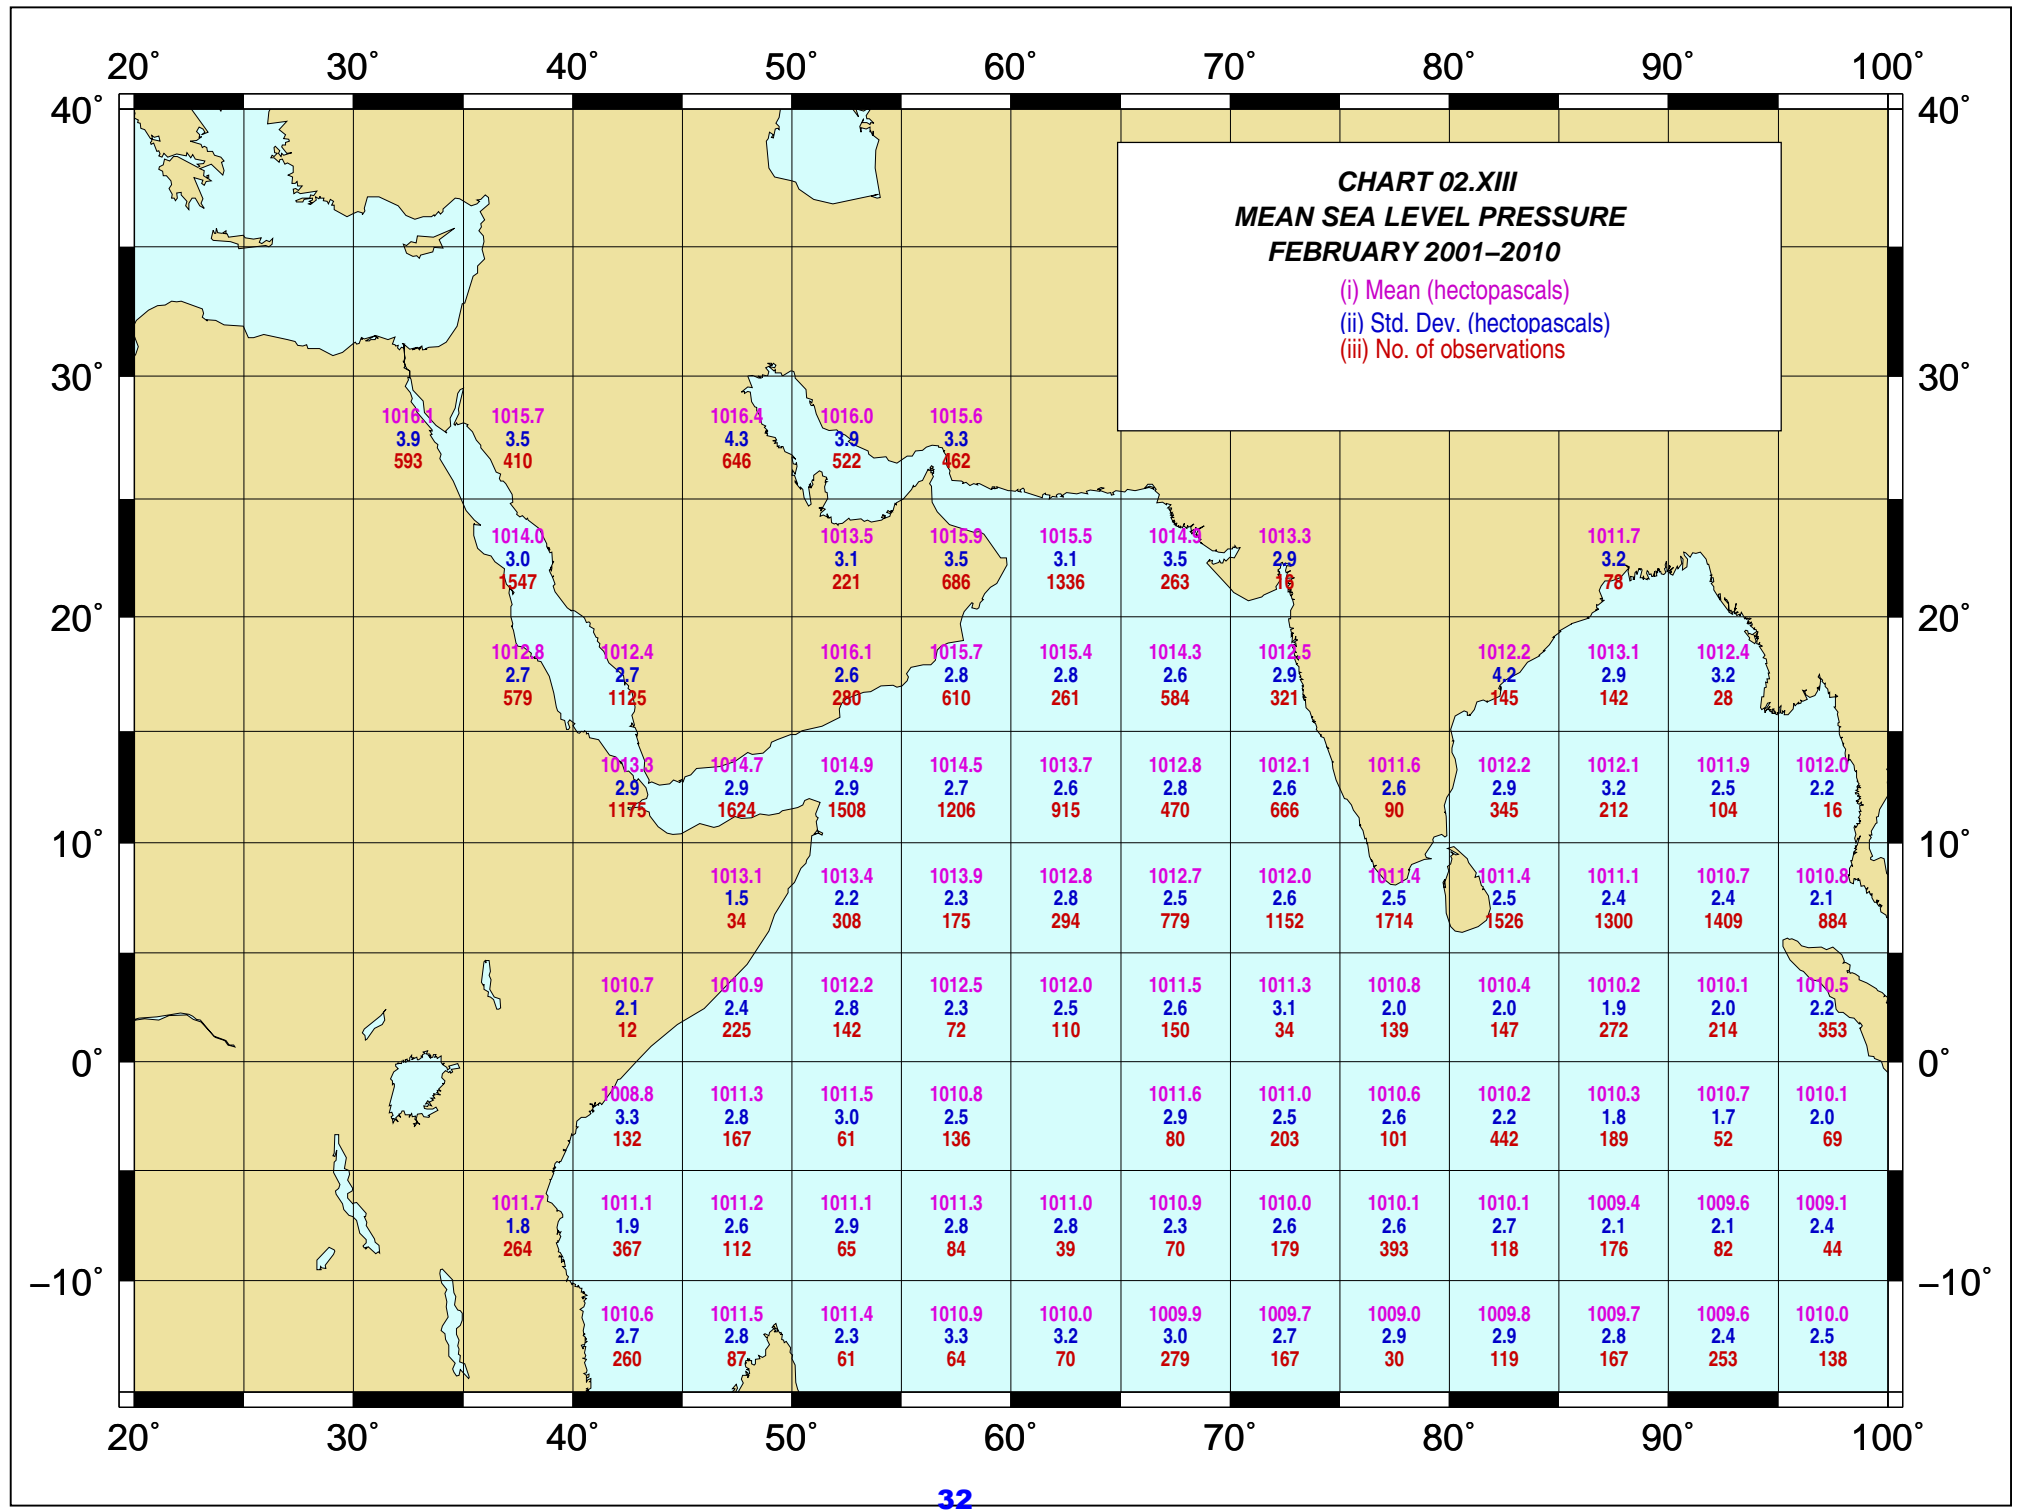 20° 30° 40° 50° 60° 70° 80° 90° 100°
40° 40°
CHART 02.XIII
MEAN SEA LEVEL PRESSURE
FEBRUARY 2001–2010
(i) Mean (hectopascals)
(ii) Std. Dev. (hectopascals)
(iii) No. of observations
30° 30°
1016.1 1015.7 1016.4 1016.0 1015.6
3.9 3.5 4.3 3.9 3.3
593 410 646 522 462
1014.0 1013.5 1015.9 1015.5 1014.9 1013.3 1011.7
3.0 3.1 3.5 3.1 3.5 2.9 3.2
1547 221 686 1336 263 16 78
20° 20°
1012.8 1012.4 1016.1 1015.7 1015.4 1014.3 1012.5 1012.2 1013.1 1012.4
2.7 2.7 2.6 2.8 2.8 2.6 2.9 4.2 2.9 3.2
579 1125 280 610 261 584 321 145 142 28
1013.3 1014.7 1014.9 1014.5 1013.7 1012.8 1012.1 1011.6 1012.2 1012.1 1011.9 1012.0
2.9 2.9 2.9 2.7 2.6 2.8 2.6 2.6 2.9 3.2 2.5 2.2
1175 1624 1508 1206 915 470 666 90 345 212 104 16
10° 10°
1013.1 1013.4 1013.9 1012.8 1012.7 1012.0 1011.4 1011.4 1011.1 1010.7 1010.8
1.5 2.2 2.3 2.8 2.5 2.6 2.5 2.5 2.4 2.4 2.1
34 308 175 294 779 1152 1714 1526 1300 1409 884
1010.7 1010.9 1012.2 1012.5 1012.0 1011.5 1011.3 1010.8 1010.4 1010.2 1010.1 1010.5
2.1 2.4 2.8 2.3 2.5 2.6 3.1 2.0 2.0 1.9 2.0 2.2
12 225 142 72 110 150 34 139 147 272 214 353
0° 0°
1008.8 1011.3 1011.5 1010.8 1011.6 1011.0 1010.6 1010.2 1010.3 1010.7 1010.1
3.3 2.8 3.0 2.5 2.9 2.5 2.6 2.2 1.8 1.7 2.0
132 167 61 136 80 203 101 442 189 52 69
1011.7 1011.1 1011.2 1011.1 1011.3 1011.0 1010.9 1010.0 1010.1 1010.1 1009.4 1009.6 1009.1
1.8 1.9 2.6 2.9 2.8 2.8 2.3 2.6 2.6 2.7 2.1 2.1 2.4
264 367 112 65 84 39 70 179 393 118 176 82 44
–10° –10°
1010.6 1011.5 1011.4 1010.9 1010.0 1009.9 1009.7 1009.0 1009.8 1009.7 1009.6 1010.0
2.7 2.8 2.3 3.3 3.2 3.0 2.7 2.9 2.9 2.8 2.4 2.5
260 87 61 64 70 279 167 30 119 167 253 138
20° 30° 40° 50° 60° 70° 80° 90° 100°
32